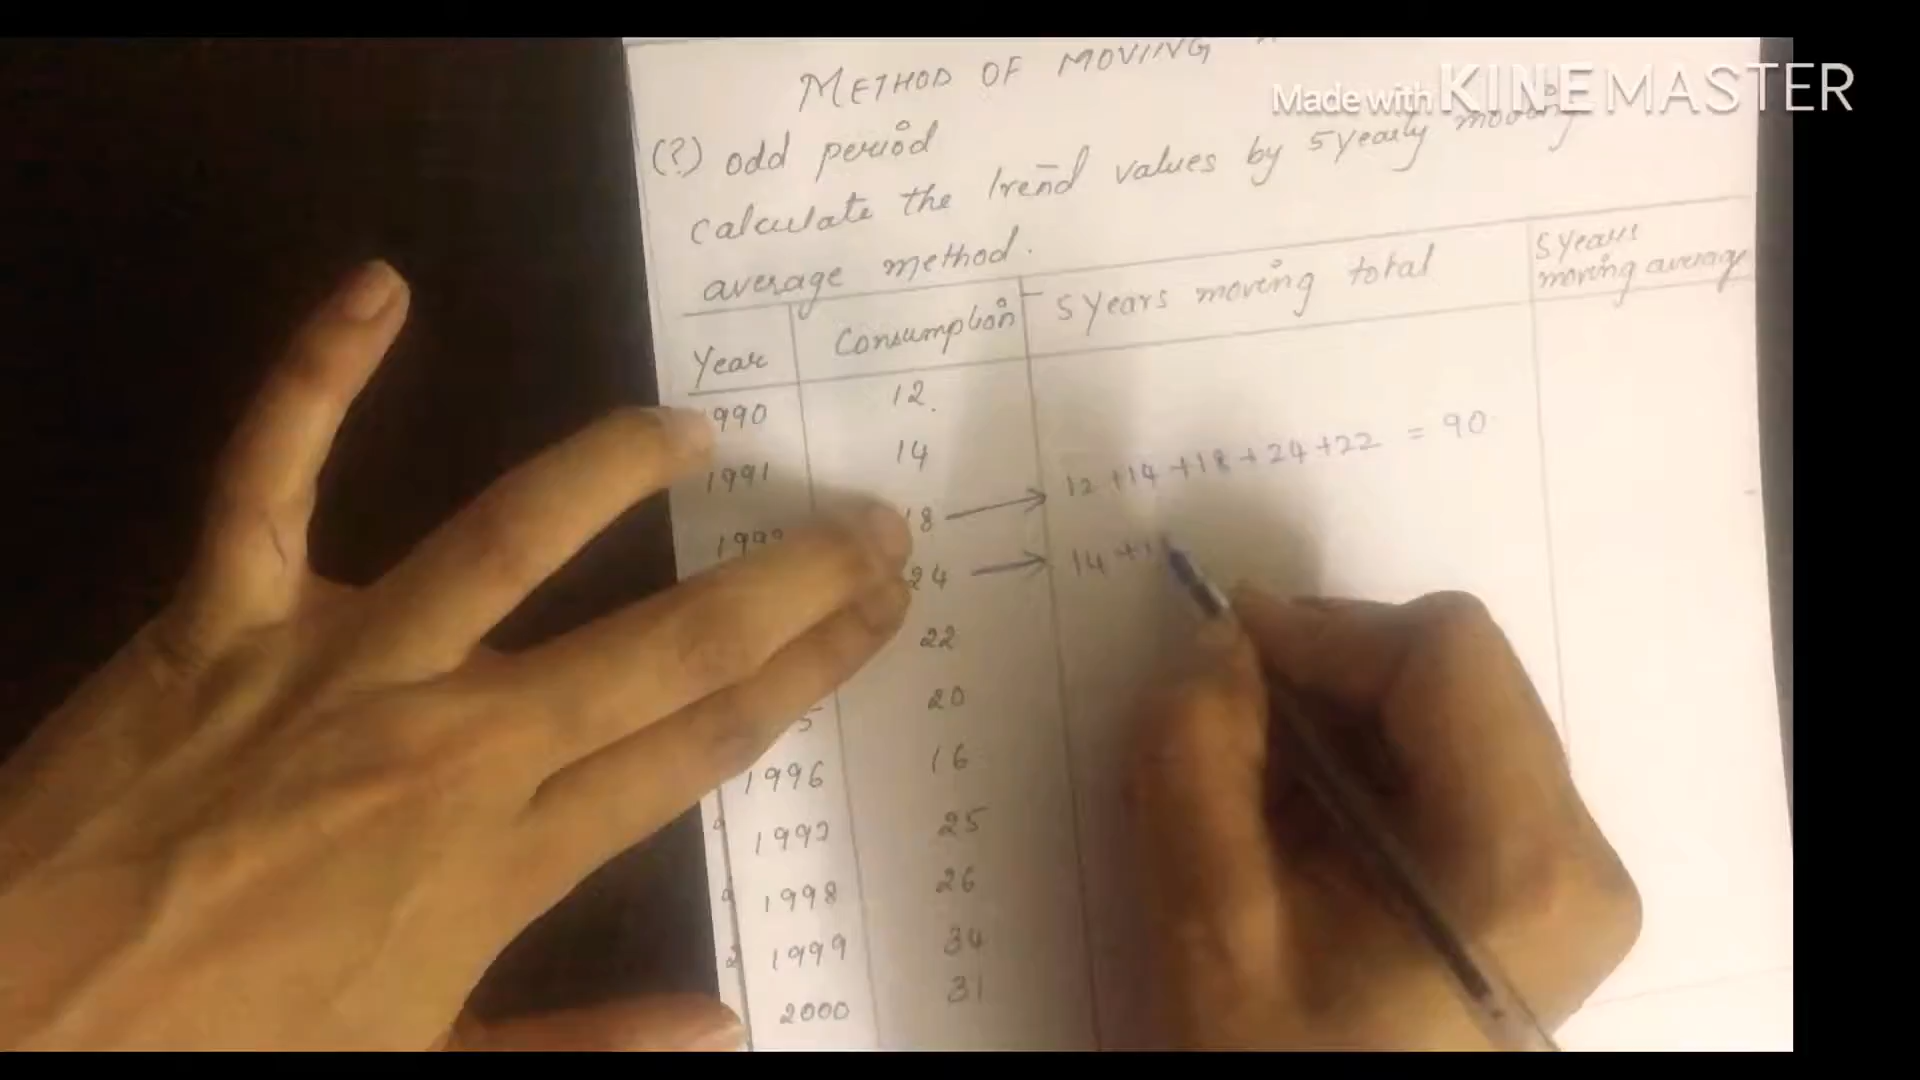 METHOD OF MOVING
Made with KINEMASTER
(?) odd period
calculate the trend values by 5 yearly moving
average method.
Year Consumption 5 years moving total 5 years moving average
1990 12.
1991 14
18 → 12 +14 +18 +24 +22 = 90
24 → 14 +
22
20
1996 16
1997 25
1998 26
1999 34
2000 31